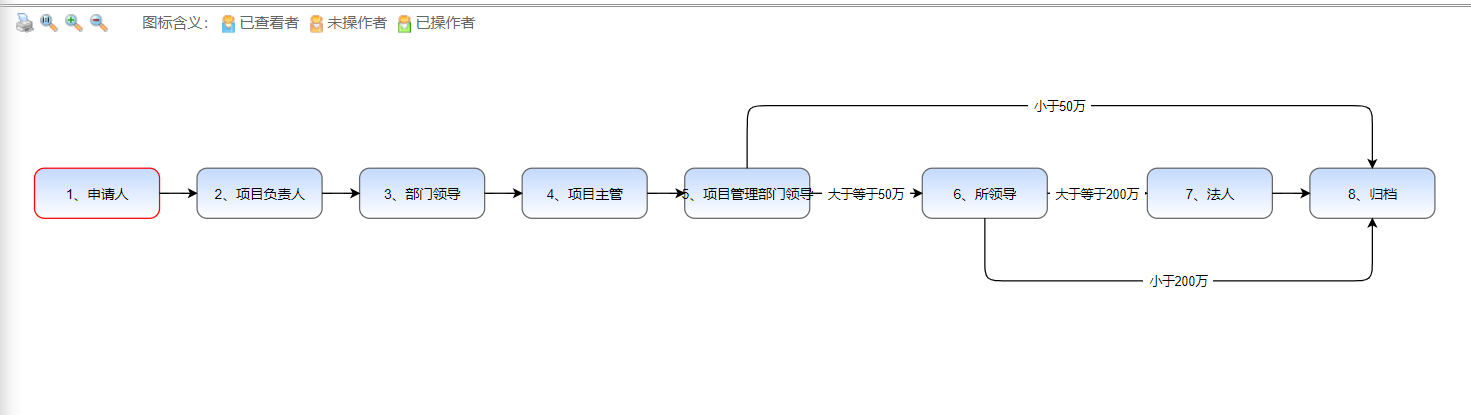 图标含义： 已查看者 未操作者 已操作者
小于50万
1、申请人 2、项目负责人 3、部门领导 4、项目主管 5、项目管理部门领导 大于等于50万 6、所领导 大于等于200万 7、法人 8、归档
小于200万